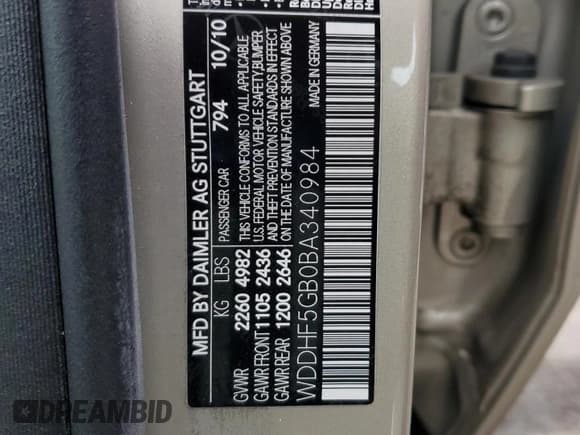 MFD BY DAIMLER AG STUTTGART
KG LBS PASSENGER CAR 794 10/10
GVWR 2260 4982 THIS VEHICLE CONFORMS TO ALL APPLICABLE
GAWR FRONT 1105 2436 U.S. FEDERAL MOTOR VEHICLE SAFETY, BUMPER
AND THEFT PREVENTION STANDARDS IN EFFECT
GAWR REAR 1200 2646 ON THE DATE OF MANUFACTURE SHOWN ABOVE
WDDHF5GB0BA340984 MADE IN GERMANY
DREAMBID